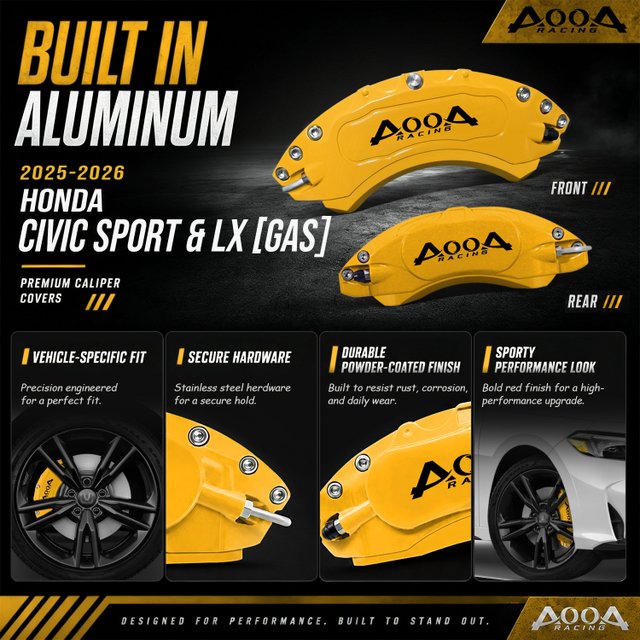 BUILT IN
ALUMINUM
2025-2026
HONDA
CIVIC SPORT & LX [GAS]
PREMIUM CALIPER
COVERS
AOOA
RACING
AOOA
RACING
FRONT
AOOA
RACING
REAR
VEHICLE-SPECIFIC FIT
Precision engineered
for a perfect fit.
AOOA
SECURE HARDWARE
Stainless steel herdware
for a secure hold.
DURABLE
POWDER-COATED FINISH
Built to resist rust, corrosion,
and daily wear.
AOOA
RACING
SPORTY
PERFORMANCE LOOK
Bold red finish for a high-
performance upgrade.
DESIGNED FOR PERFORMANCE. BUILT TO STAND OUT.
AOOA
RACING